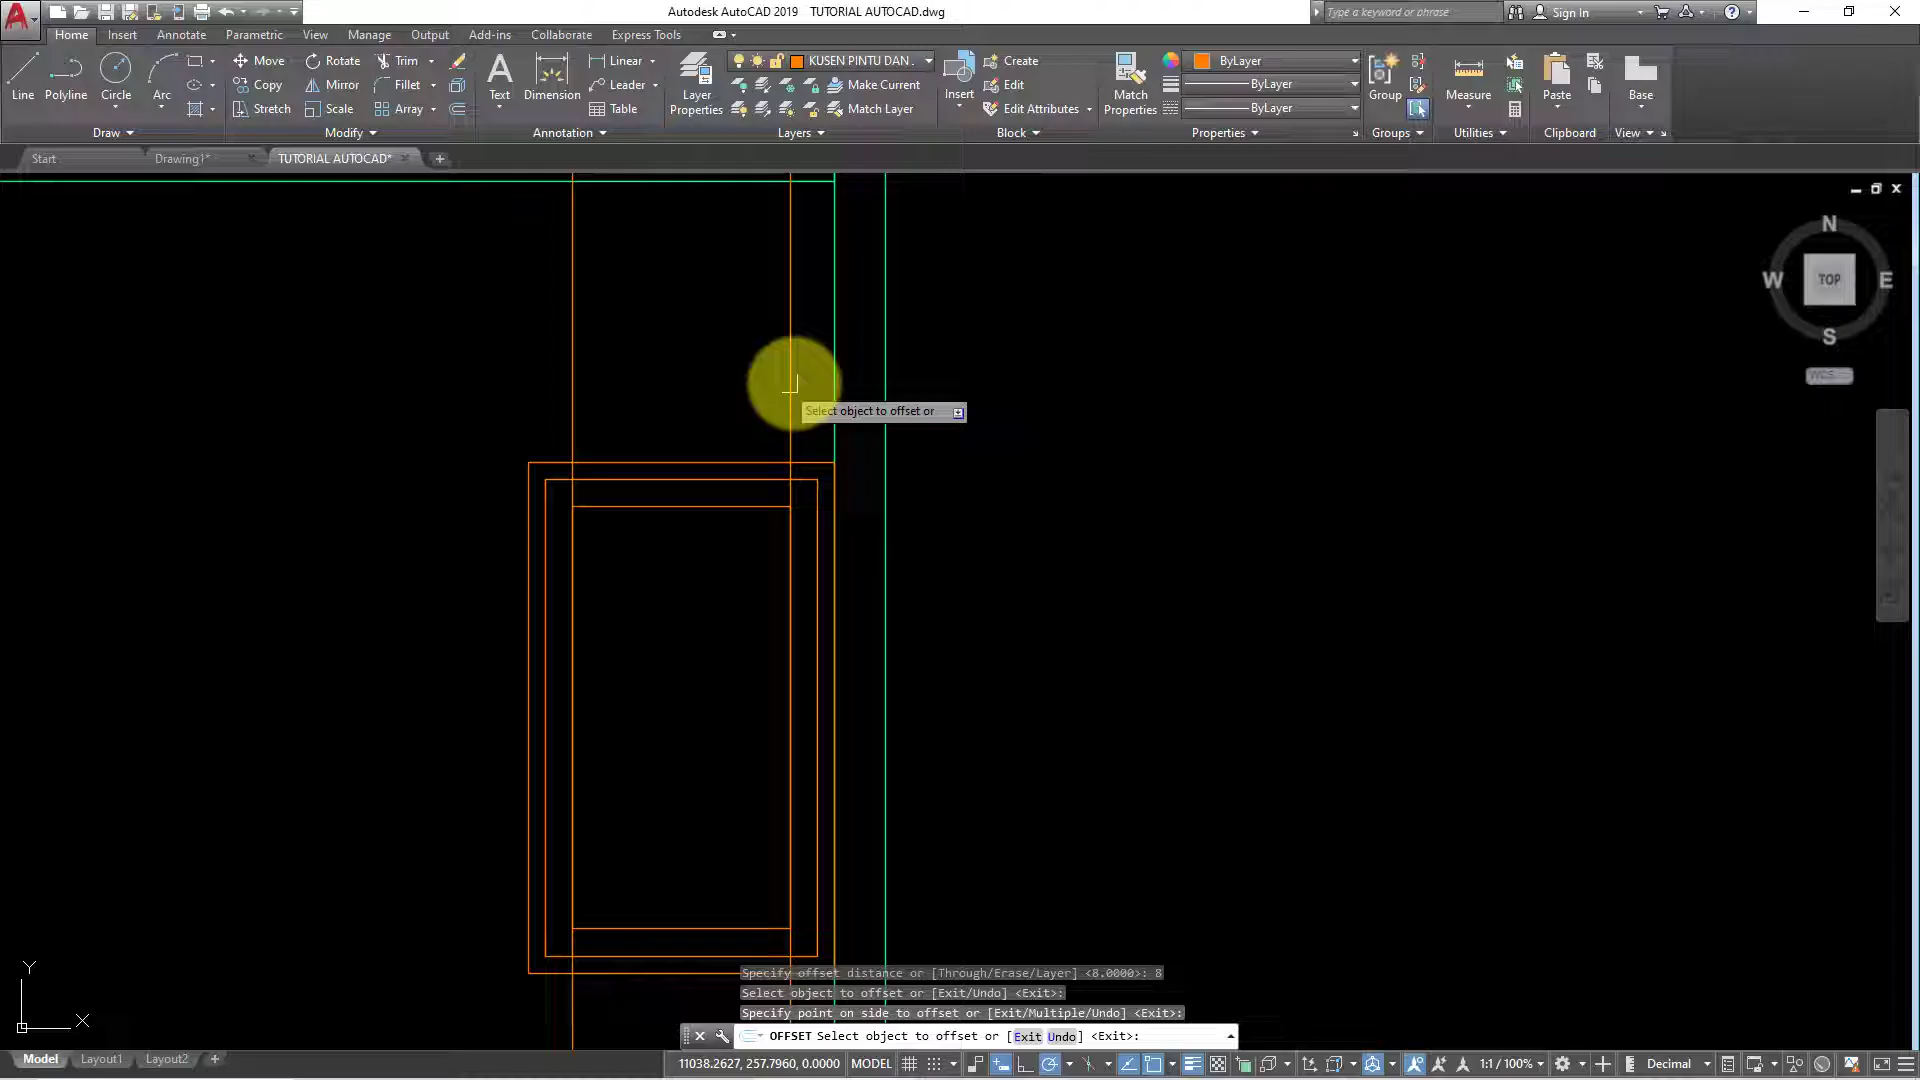 Autodesk AutoCAD 2019 TUTORIAL AUTOCAD.dwg
Type a keyword or phrase
Sign In
Home Insert Annotate Parametric View Manage Output Add-ins Collaborate Express Tools
Line Polyline Circle Arc
Move Rotate Trim
Copy Mirror Fillet
Stretch Scale Array
Text Dimension
Linear
Leader
Table
Layer Properties
KUSEN PINTU DAN .
Make Current
Match Layer
Insert
Create
Edit
Edit Attributes
Match Properties
ByLayer
ByLayer
ByLayer
Group
Measure
Paste
Base
Draw Modify Annotation Layers Block Properties Groups Utilities Clipboard View
Start Drawing1* TUTORIAL AUTOCAD*
N
W TOP E
S
WCS
Select object to offset or
Y
X
Specify offset distance or [Through/Erase/Layer] <8.0000>: 8
Select object to offset or [Exit/Undo] <Exit>:
Specify point on side to offset or [Exit/Multiple/Undo] <Exit>:
OFFSET Select object to offset or [Exit Undo] <Exit>:
Model Layout1 Layout2
11038.2627, 257.7960, 0.0000 MODEL 1:1 / 100% Decimal